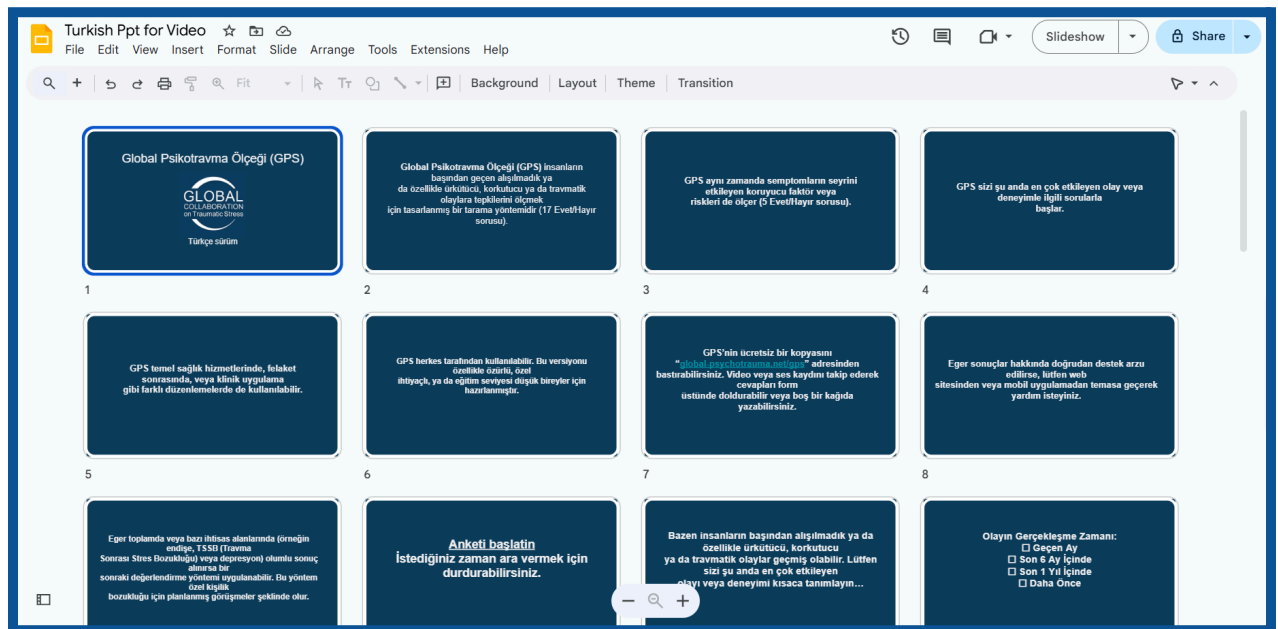 Turkish Ppt for Video
File Edit View Insert Format Slide Arrange Tools Extensions Help
Slideshow
Share
Fit
Background Layout Theme Transition
Global Psikotravma Ölçeği (GPS)
GLOBAL
COLLABORATION
on Traumatic Stress
Türkçe sürüm
1
Global Psikotravma Ölçeği (GPS) insanların
başından geçen alışılmadık ya
da özellikle ürkütücü, korkutucu ya da travmatik
olaylara tepkilerini ölçmek
için tasarlanmış bir tarama yöntemidir (17 Evet/Hayır
sorusu).
2
GPS aynı zamanda semptomların seyrini
etkileyen koruyucu faktör veya
riskleri de ölçer (5 Evet/Hayır sorusu).
3
GPS sizi şu anda en çok etkileyen olay veya
deneyimle ilgili sorularla
başlar.
4
GPS temel sağlık hizmetlerinde, felaket
sonrasında, veya klinik uygulama
gibi farklı düzenlemelerde de kullanılabilir.
5
GPS herkes tarafından kullanılabilir. Bu versiyonu
özellikle özürlü, özel
ihtiyaçlı, ya da eğitim seviyesi düşük bireyler için
hazırlanmıştır.
6
GPS'nin ücretsiz bir kopyasını
“global-psychotrauma.net/gps” adresinden
bastırabilirsiniz. Video veya ses kaydını takip ederek
cevapları form
üstünde doldurabilir veya boş bir kağıda
yazabilirsiniz.
7
Eger sonuçlar hakkında doğrudan destek arzu
edilirse, lütfen web
sitesinden veya mobil uygulamadan temasa geçerek
yardım isteyiniz.
8
Eger toplamda veya bazı ihtisas alanlarında (örneğin
endişe, TSSB (Travma
Sonrası Stres Bozukluğu) veya depresyon) olumlu sonuç
alınırsa bir
sonraki değerlendirme yöntemi uygulanabilir. Bu yöntem
özel kişilik
bozukluğu için planlanmış görüşmeler şeklinde olur.
Anketi başlatin
İstediğiniz zaman ara vermek için
durdurabilirsiniz.
Bazen insanların başından alışılmadık ya da
özellikle ürkütücü, korkutucu
ya da travmatik olaylar geçmiş olabilir. Lütfen
sizi şu anda en çok etkileyen
olayı veya deneyimi kısaca tanımlayın…
Olayın Gerçekleşme Zamanı:
☐ Geçen Ay
☐ Son 6 Ay İçinde
☐ Son 1 Yıl İçinde
☐ Daha Önce